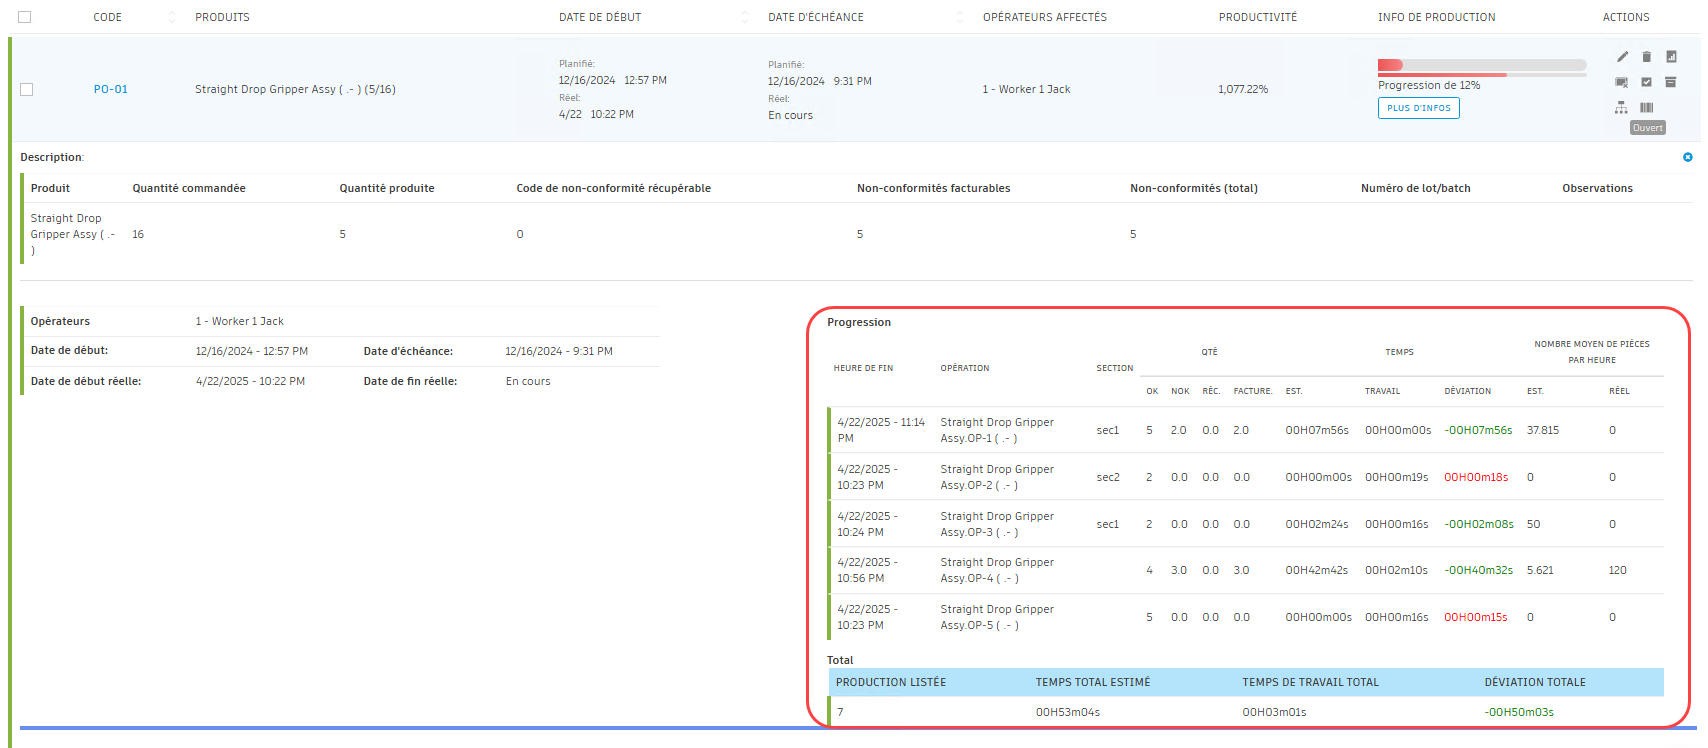 CODE PRODUITS DATE DE DÉBUT DATE D'ÉCHÉANCE OPÉRATEURS AFFECTÉS PRODUCTIVITÉ INFO DE PRODUCTION ACTIONS
PO-01 Straight Drop Gripper Assy ( .- ) (5/16)
Planifié:
12/16/2024 12:57 PM
Réel:
4/22 10:22 PM
Planifié:
12/16/2024 9:31 PM
Réel:
En cours
1 - Worker 1 Jack
1,077.22%
Progression de 12%
PLUS D'INFOS
Ouvert
Description:
Produit Quantité commandée Quantité produite Code de non-conformité récupérable Non-conformités facturables Non-conformités (total) Numéro de lot/batch Observations
Straight Drop
Gripper Assy ( .- 16 5 0 5 5
)
Opérateurs 1 - Worker 1 Jack
Date de début: 12/16/2024 - 12:57 PM Date d'échéance: 12/16/2024 - 9:31 PM
Date de début réelle: 4/22/2025 - 10:22 PM Date de fin réelle: En cours
Progression
HEURE DE FIN OPÉRATION SECTION QTÉ TEMPS NOMBRE MOYEN DE PIÈCES
PAR HEURE
OK NOK RÉC. FACTURE. EST. TRAVAIL DÉVIATION EST. RÉEL
4/22/2025 - 11:14 Straight Drop Gripper
PM Assy.OP-1 ( .- ) sec1 5 2.0 0.0 2.0 00H07m56s 00H00m00s -00H07m56s 37.815 0
4/22/2025 - Straight Drop Gripper
10:23 PM Assy.OP-2 ( .- ) sec2 2 0.0 0.0 0.0 00H00m00s 00H00m19s 00H00m18s 0 0
4/22/2025 - Straight Drop Gripper
10:24 PM Assy.OP-3 ( .- ) sec1 2 0.0 0.0 0.0 00H02m24s 00H00m16s -00H02m08s 50 0
4/22/2025 - Straight Drop Gripper
10:56 PM Assy.OP-4 ( .- ) 4 3.0 0.0 3.0 00H42m42s 00H02m10s -00H40m32s 5.621 120
4/22/2025 - Straight Drop Gripper
10:23 PM Assy.OP-5 ( .- ) 5 0.0 0.0 0.0 00H00m00s 00H00m16s 00H00m15s 0 0
Total
PRODUCTION LISTÉE TEMPS TOTAL ESTIMÉ TEMPS DE TRAVAIL TOTAL DÉVIATION TOTALE
7 00H53m04s 00H03m01s -00H50m03s